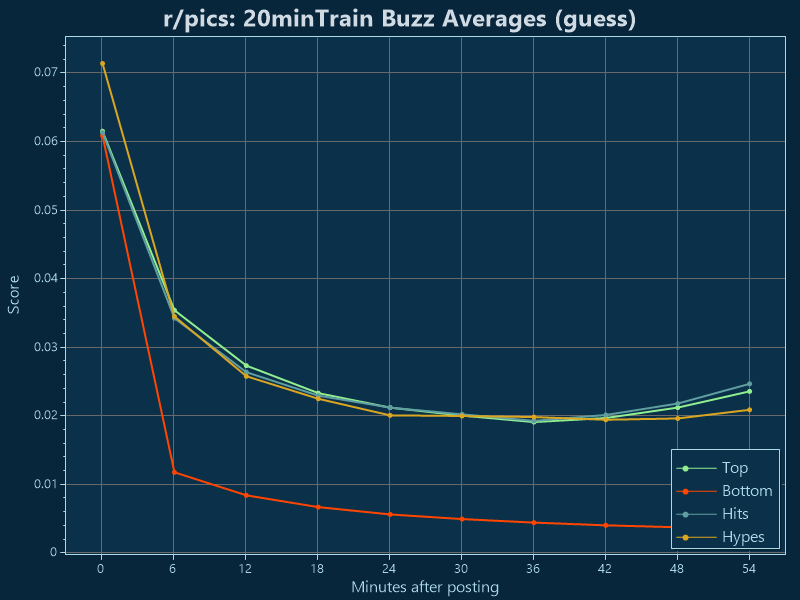 r/pics: 20minTrain Buzz Averages (guess)
0.07
0.06
0.05
0.04
0.03
0.02
0.01
0
Score
0 6 12 18 24 30 36 42 48 54
Minutes after posting
Top
Bottom
Hits
Hypes